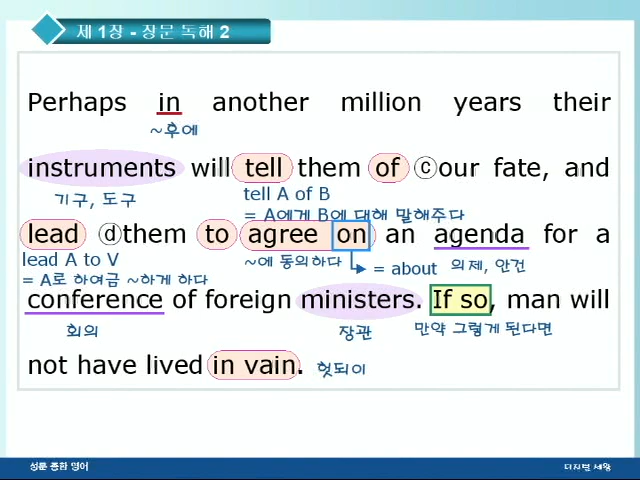 제 1장 - 장문 독해 2
Perhaps in another million years their
~후에
instruments will tell them of ⓒour fate, and
기구, 도구
tell A of B
= A에게 B에 대해 말해주다
lead ⓓthem to agree on an agenda for a
lead A to V
= A로 하여금 ~하게 하다
~에 동의하다
= about
의제, 안건
conference of foreign ministers. If so, man will
회의
장관
만약 그렇게 된다면
not have lived in vain.
헛되이
성문 종합 영어
디지털 세왕